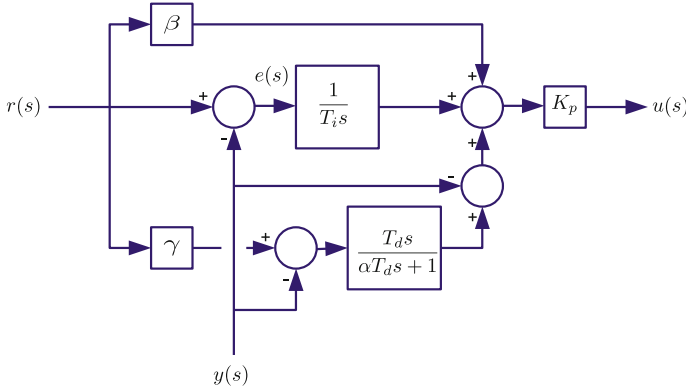 β
+
e(s)
+
+
+
r(s)
1
T_i s
K_p
u(s)
-
+
-
+
γ
+
T_d s
αT_d s + 1
-
y(s)